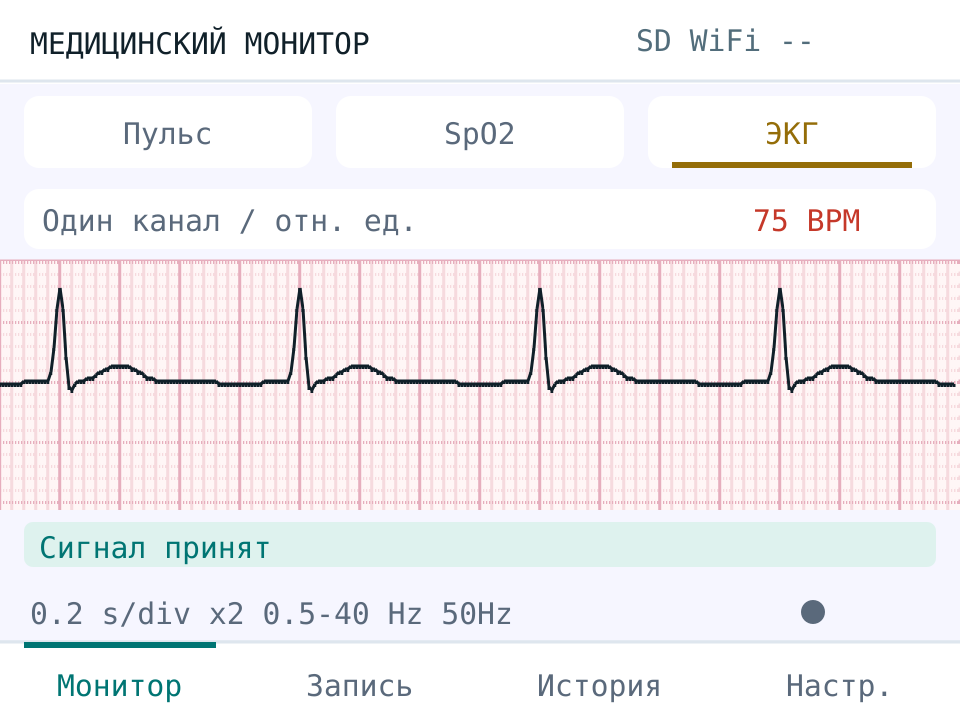 МЕДИЦИНСКИЙ МОНИТОР SD WiFi --
Пульс SpO2 ЭКГ
Один канал / отн. ед. 75 BPM
Сигнал принят
0.2 s/div x2 0.5-40 Hz 50Hz
Монитор Запись История Настр.